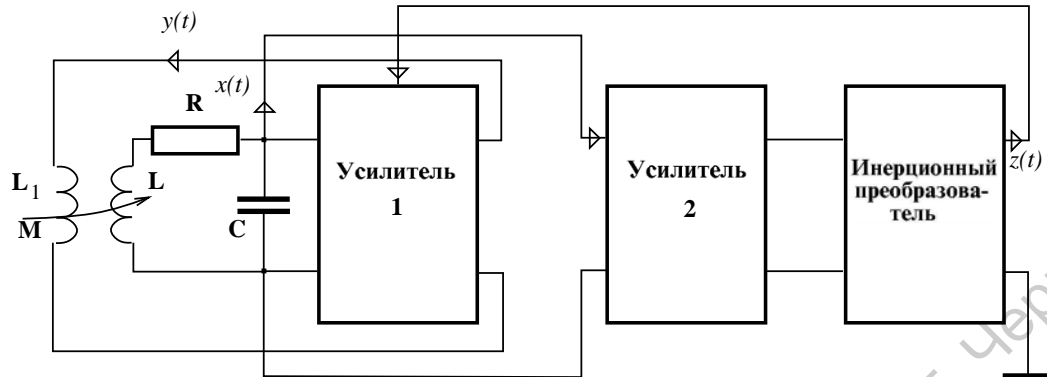 y(t)
x(t)
R
L1
L
M
C
Усилитель
1
Усилитель
2
Инерционный
преобразова-
тель
z(t)